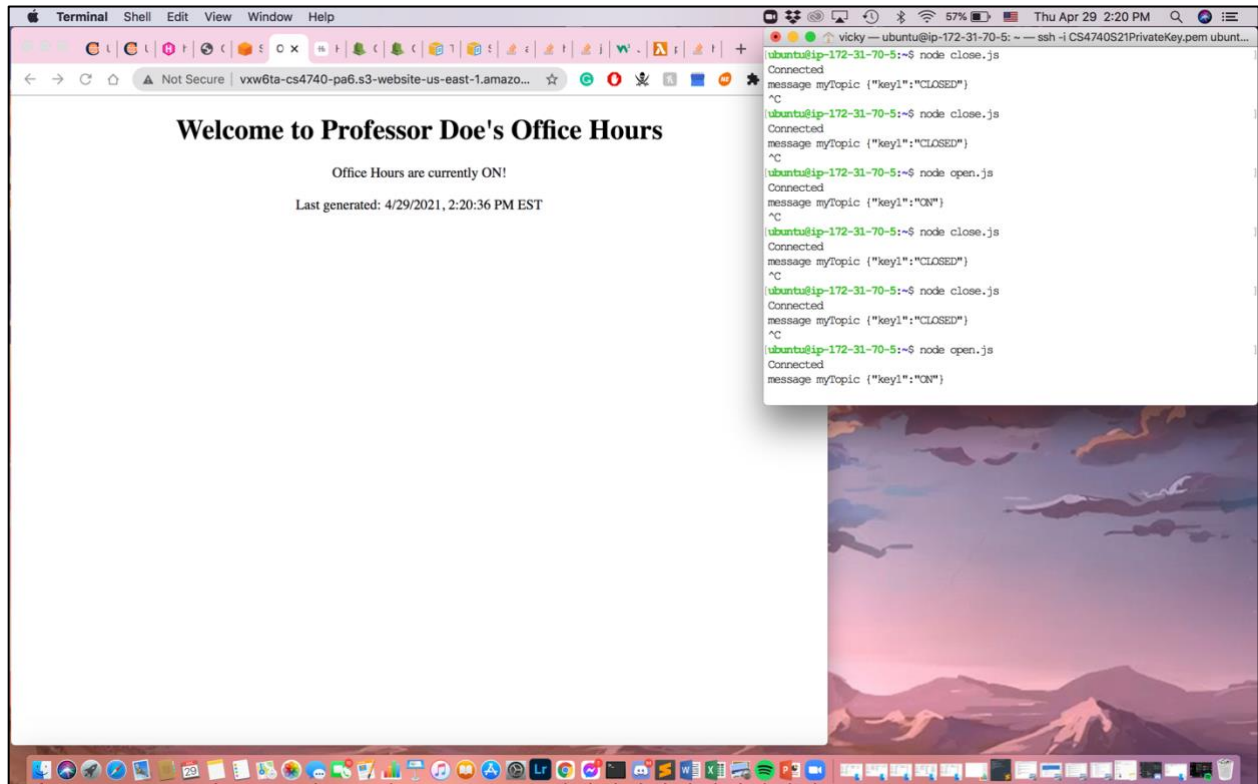 Terminal Shell Edit View Window Help
57% Thu Apr 29 2:20 PM
Not Secure | vxw6ta-cs4740-pa6.s3-website-us-east-1.amazo...
Welcome to Professor Doe's Office Hours
Office Hours are currently ON!
Last generated: 4/29/2021, 2:20:36 PM EST
vicky — ubuntu@ip-172-31-70-5: ~ — ssh -i CS4740S21PrivateKey.pem ubunt...
[ubuntu@ip-172-31-70-5:~$ node close.js ]
Connected
message myTopic {"key1":"CLOSED"}
^C
[ubuntu@ip-172-31-70-5:~$ node close.js ]
Connected
message myTopic {"key1":"CLOSED"}
^C
[ubuntu@ip-172-31-70-5:~$ node open.js ]
Connected
message myTopic {"key1":"ON"}
^C
[ubuntu@ip-172-31-70-5:~$ node close.js ]
Connected
message myTopic {"key1":"CLOSED"}
^C
[ubuntu@ip-172-31-70-5:~$ node close.js ]
Connected
message myTopic {"key1":"CLOSED"}
^C
[ubuntu@ip-172-31-70-5:~$ node open.js ]
Connected
message myTopic {"key1":"ON"}